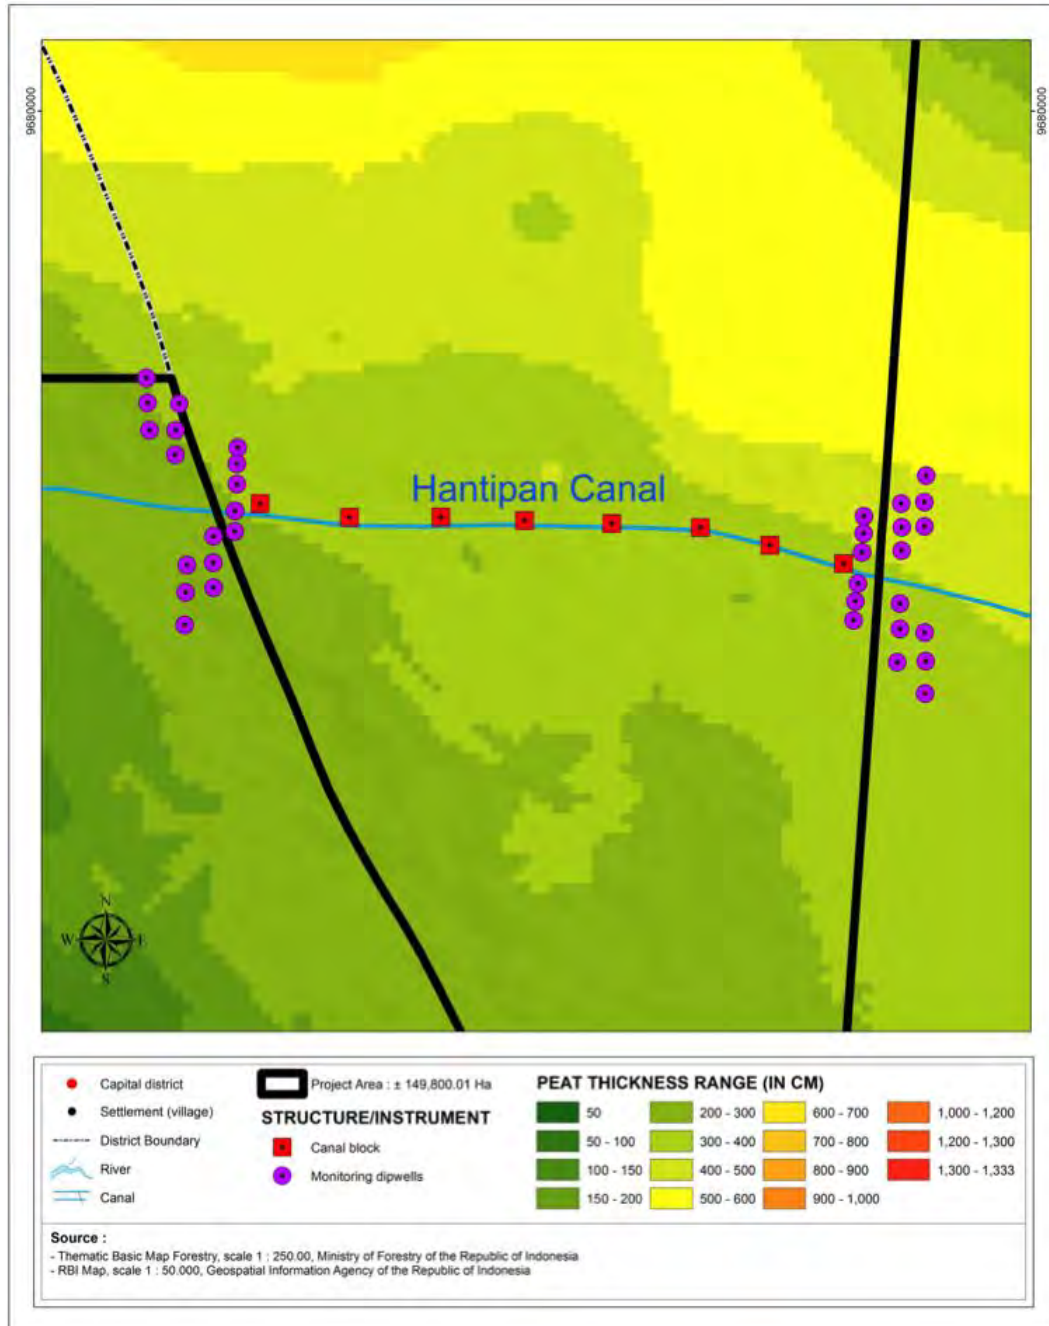 9680000
9680000
Hantipan Canal
N
W E
S
Capital district
Settlement (village)
District Boundary
River
Canal
Project Area : ± 149,800.01 Ha
STRUCTURE/INSTRUMENT
Canal block
Monitoring dipwells
PEAT THICKNESS RANGE (IN CM)
50
50 - 100
100 - 150
150 - 200
200 - 300
300 - 400
400 - 500
500 - 600
600 - 700
700 - 800
800 - 900
900 - 1,000
1,000 - 1,200
1,200 - 1,300
1,300 - 1,333
Source :
- Thematic Basic Map Forestry, scale 1 : 250.00, Ministry of Forestry of the Republic of Indonesia
- RBI Map, scale 1 : 50.000, Geospatial Information Agency of the Republic of Indonesia